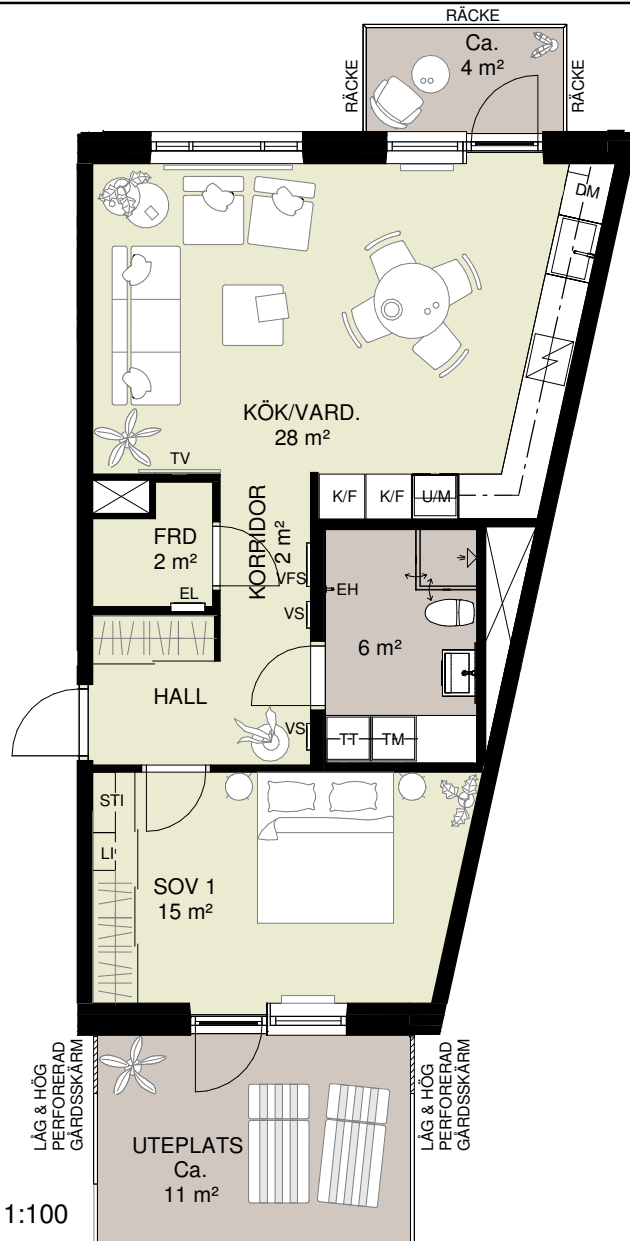 RÄCKE
RÄCKE
RÄCKE
Ca.
4 m²
DM
KÖK/VARD.
28 m²
TV
K/F
K/F
U/M
FRD
2 m²
EL
KORRIDOR
2 m²
VFS
VS
EH
6 m²
HALL
VS
TT
TM
STI
LI
SOV 1
15 m²
LÅG & HÖG
PERFORERAD
GÅRDSSKÄRM
LÅG & HÖG
PERFORERAD
GÅRDSSKÄRM
UTEPLATS
Ca.
11 m²
1:100